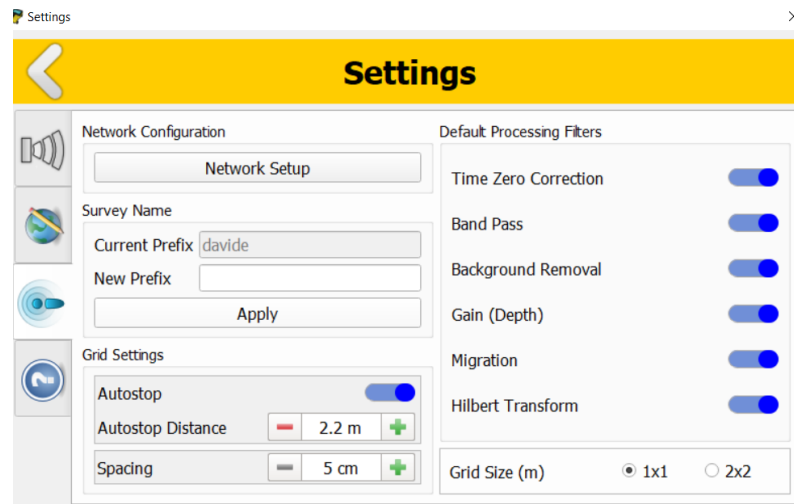 Settings
Settings
Network Configuration
Network Setup
Survey Name
Current Prefix davide
New Prefix
Apply
Grid Settings
Autostop
Autostop Distance 2.2 m
Spacing 5 cm
Default Processing Filters
Time Zero Correction
Band Pass
Background Removal
Gain (Depth)
Migration
Hilbert Transform
Grid Size (m) 1x1 2x2